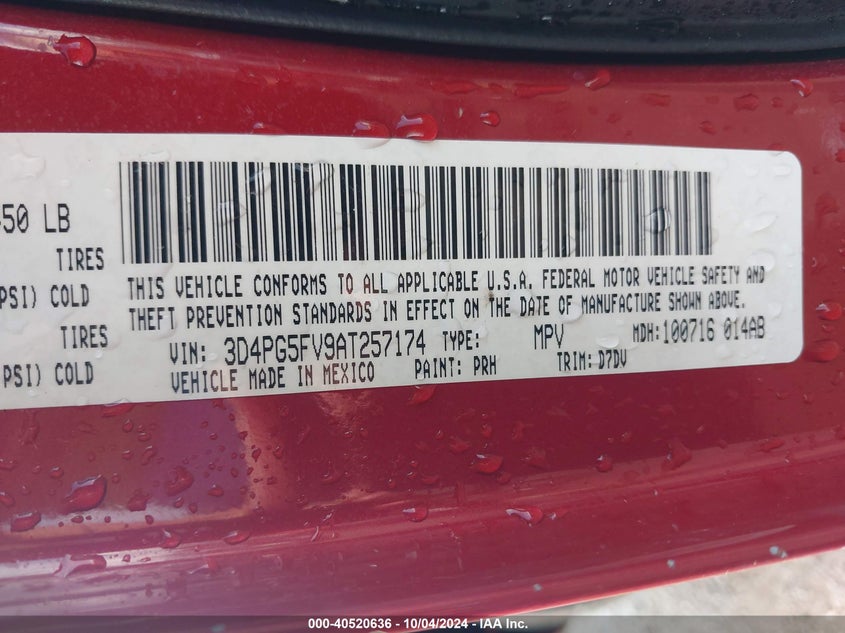 50 LB
TIRES
PSI) COLD
TIRES
PSI) COLD
THIS VEHICLE CONFORMS TO ALL APPLICABLE U.S.A. FEDERAL MOTOR VEHICLE SAFETY AND
THEFT PREVENTION STANDARDS IN EFFECT ON THE DATE OF MANUFACTURE SHOWN ABOVE.
VIN: 3D4PG5FV9AT257174 TYPE: MPV MDH:100716 014AB
VEHICLE MADE IN MEXICO PAINT: PRH TRIM: D7DV
000-40520636 - 10/04/2024 - IAA Inc.